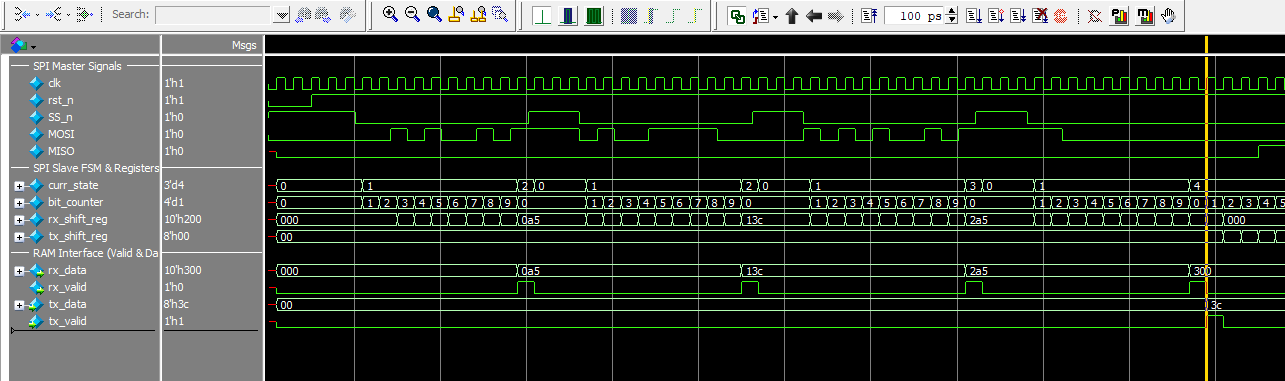 Search:
100 ps
Msgs
SPI Master Signals
clk 1'h1
rst_n 1'h1
SS_n 1'h0
MOSI 1'h0
MISO 1'h0
SPI Slave FSM & Registers
curr_state 3'd4 0 1 2 0 1 2 0 1 3 0 1 4
bit_counter 4'd1 0 1 2 3 4 5 6 7 8 9 0 1 2 3 4 5 6 7 8 9 0 1 2 3 4 5 6 7 8 9 0 1 2 3 4 5 6 7 8 9 0 1 2 3 4 5
rx_shift_reg 10'h200 000 0a5 13c 2a5 000
tx_shift_reg 8'h00 00
RAM Interface (Valid & Da
rx_data 10'h300 000 0a5 13c 2a5 300
rx_valid 1'h0
tx_data 8'h3c 00 3c
tx_valid 1'h1